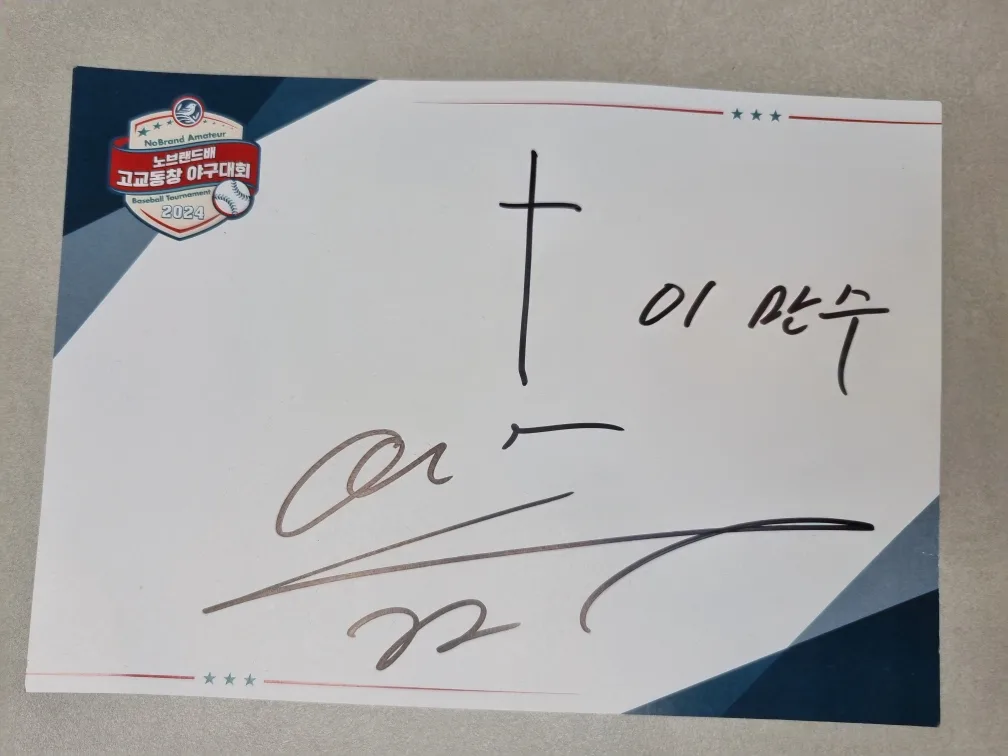 NoBrand Amateur
노브랜드배
고교동창 야구대회
Baseball Tournament
2024
이 만수
22